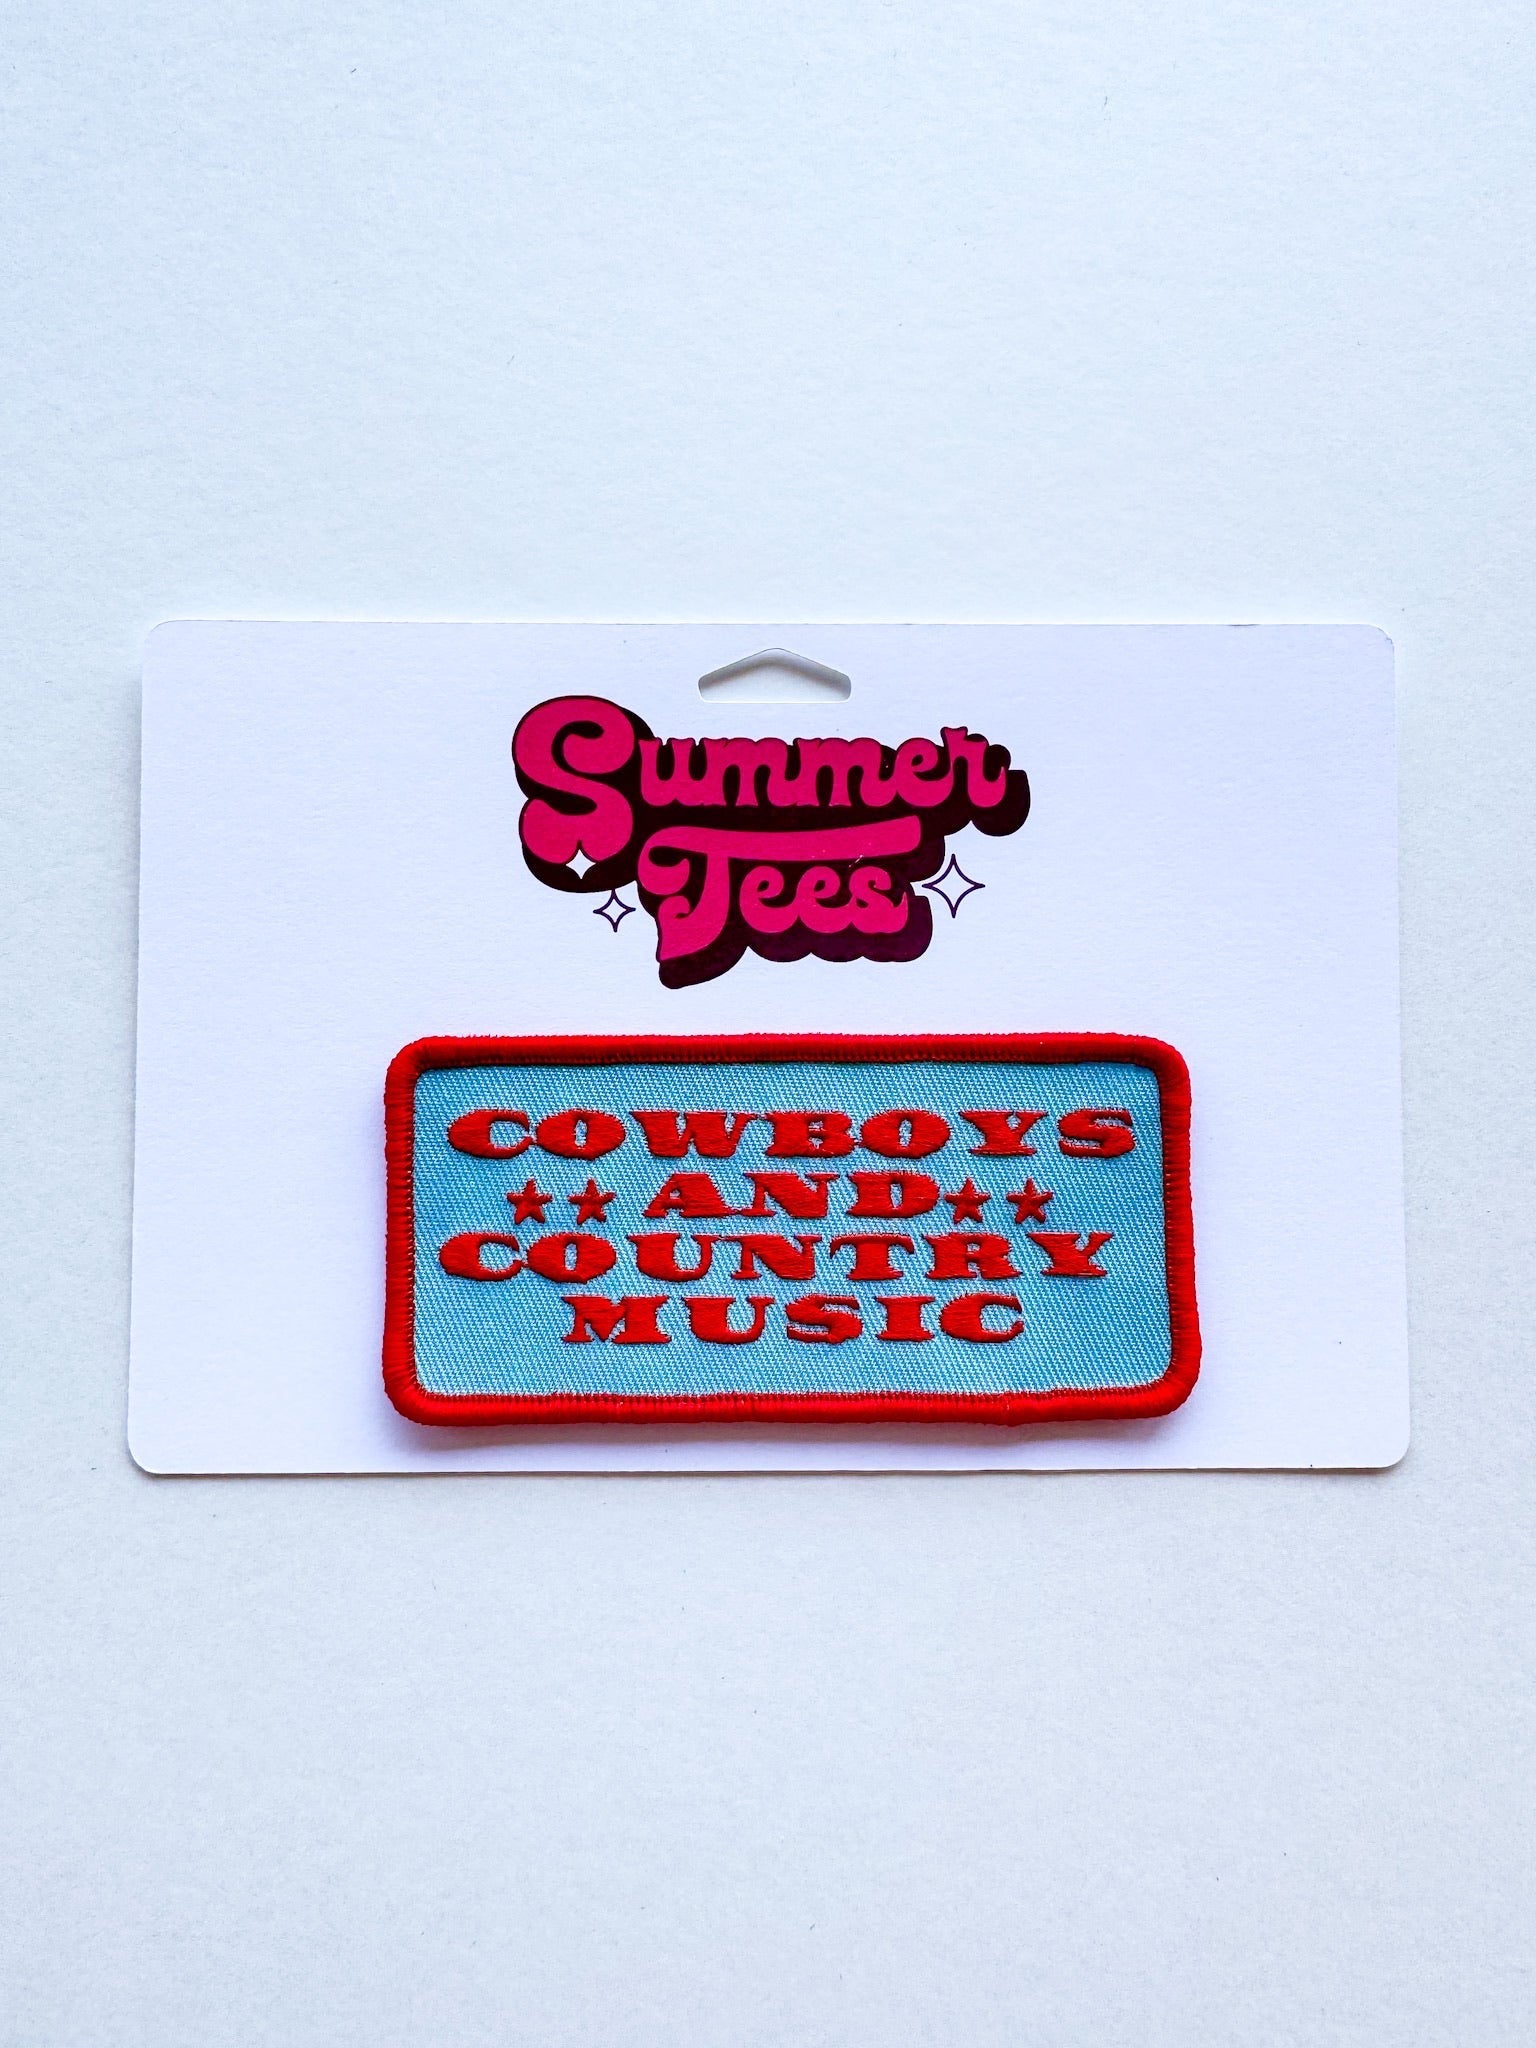 Summer
Tees
COWBOYS
AND
COUNTRY
MUSIC